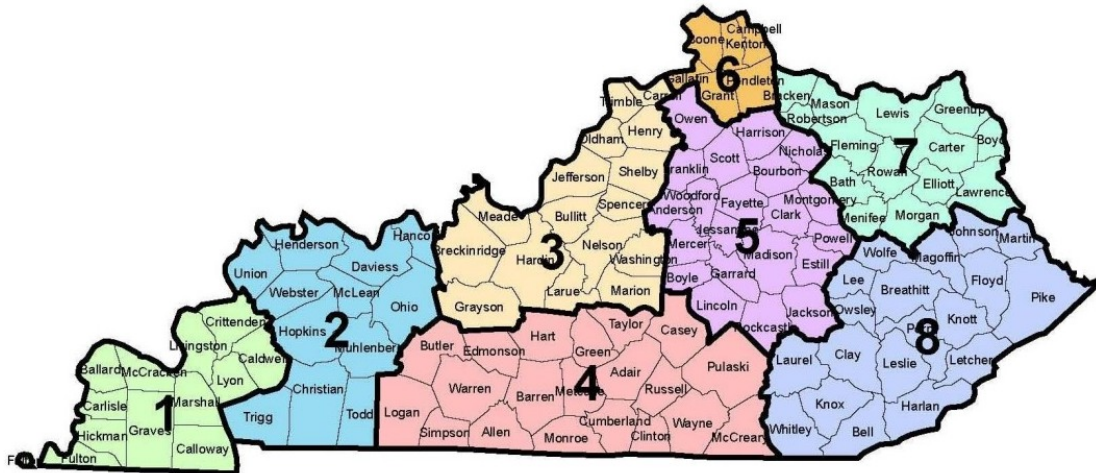 Boone
Campbell
Kenton
6
Gallatin
Pendleton
Grant
Bracken
Mason
Robertson
Lewis
Greenup
Boyd
Fleming
7
Carter
Rowan
Bath
Elliott
Lawrence
Menifee
Morgan
Trimble
Henry
Oldham
Shelby
Jefferson
Spencer
Bullitt
Meade
Breckinridge
Hardin
3
Nelson
Washington
Grayson
Larue
Marion
Owen
Harrison
Nicholas
Scott
Franklin
Bourbon
Woodford
Fayette
Montgomery
Anderson
Clark
Jessamine
5
Powell
Mercer
Madison
Estill
Boyle
Garrard
Lincoln
Jackson
Rockcastle
Henderson
Hancock
Union
Daviess
Webster
McLean
Ohio
Hopkins
2
Muhlenberg
Christian
Trigg
Todd
Crittenden
Livingston
Caldwell
Ballard
McCracken
Lyon
Carlisle
1
Marshall
Graves
Hickman
Calloway
Fulton
Butler
Edmonson
Hart
Green
Taylor
Casey
Pulaski
Adair
Warren
Barren
4
Russell
Logan
Simpson
Allen
Monroe
Cumberland
Clinton
Wayne
McCreary
Johnson
Martin
Wolfe
Magoffin
Floyd
Pike
Lee
Breathitt
Owsley
Knott
Laurel
Clay
Leslie
8
Letcher
Knox
Harlan
Whitley
Bell